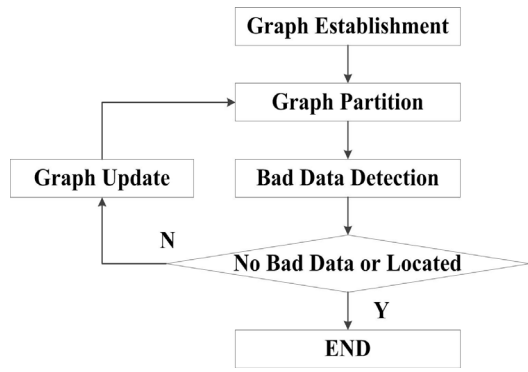 Graph Establishment
Graph Partition
Graph Update
Bad Data Detection
N
No Bad Data or Located
Y
END